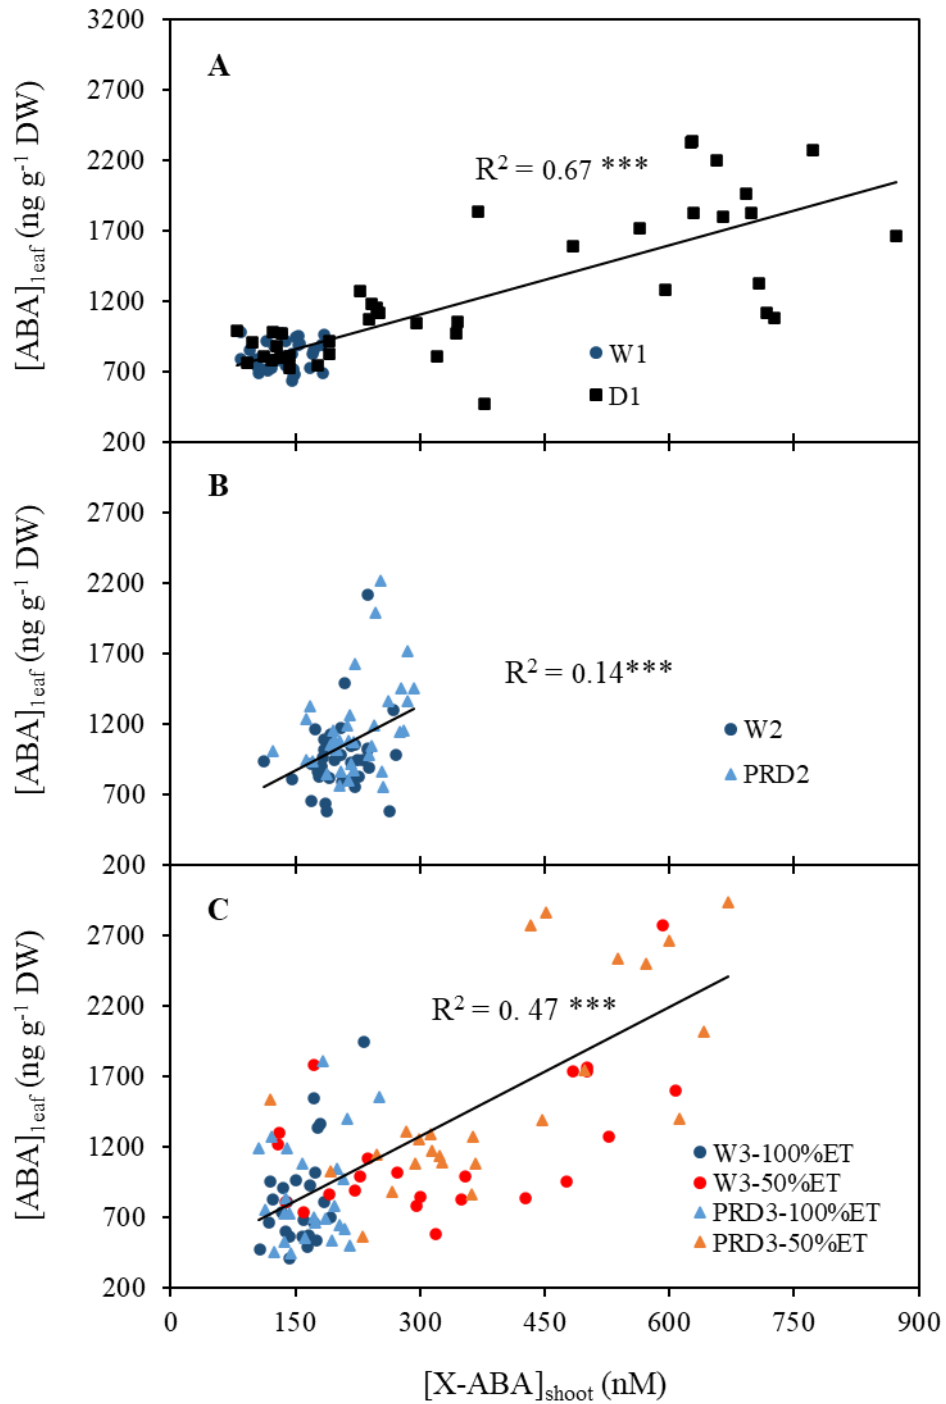 3200
A
2700
2200
R² = 0.67 ***
1700
1200
W1
700
D1
200
[ABA]leaf (ng g⁻¹ DW)
B
2700
2200
1700
R² = 0.14***
1200
W2
700
PRD2
200
[ABA]leaf (ng g⁻¹ DW)
C
2700
2200
R² = 0. 47 ***
1700
1200
W3-100%ET
W3-50%ET
700
PRD3-100%ET
PRD3-50%ET
200
[ABA]leaf (ng g⁻¹ DW)
0 150 300 450 600 750 900
[X-ABA]shoot (nM)